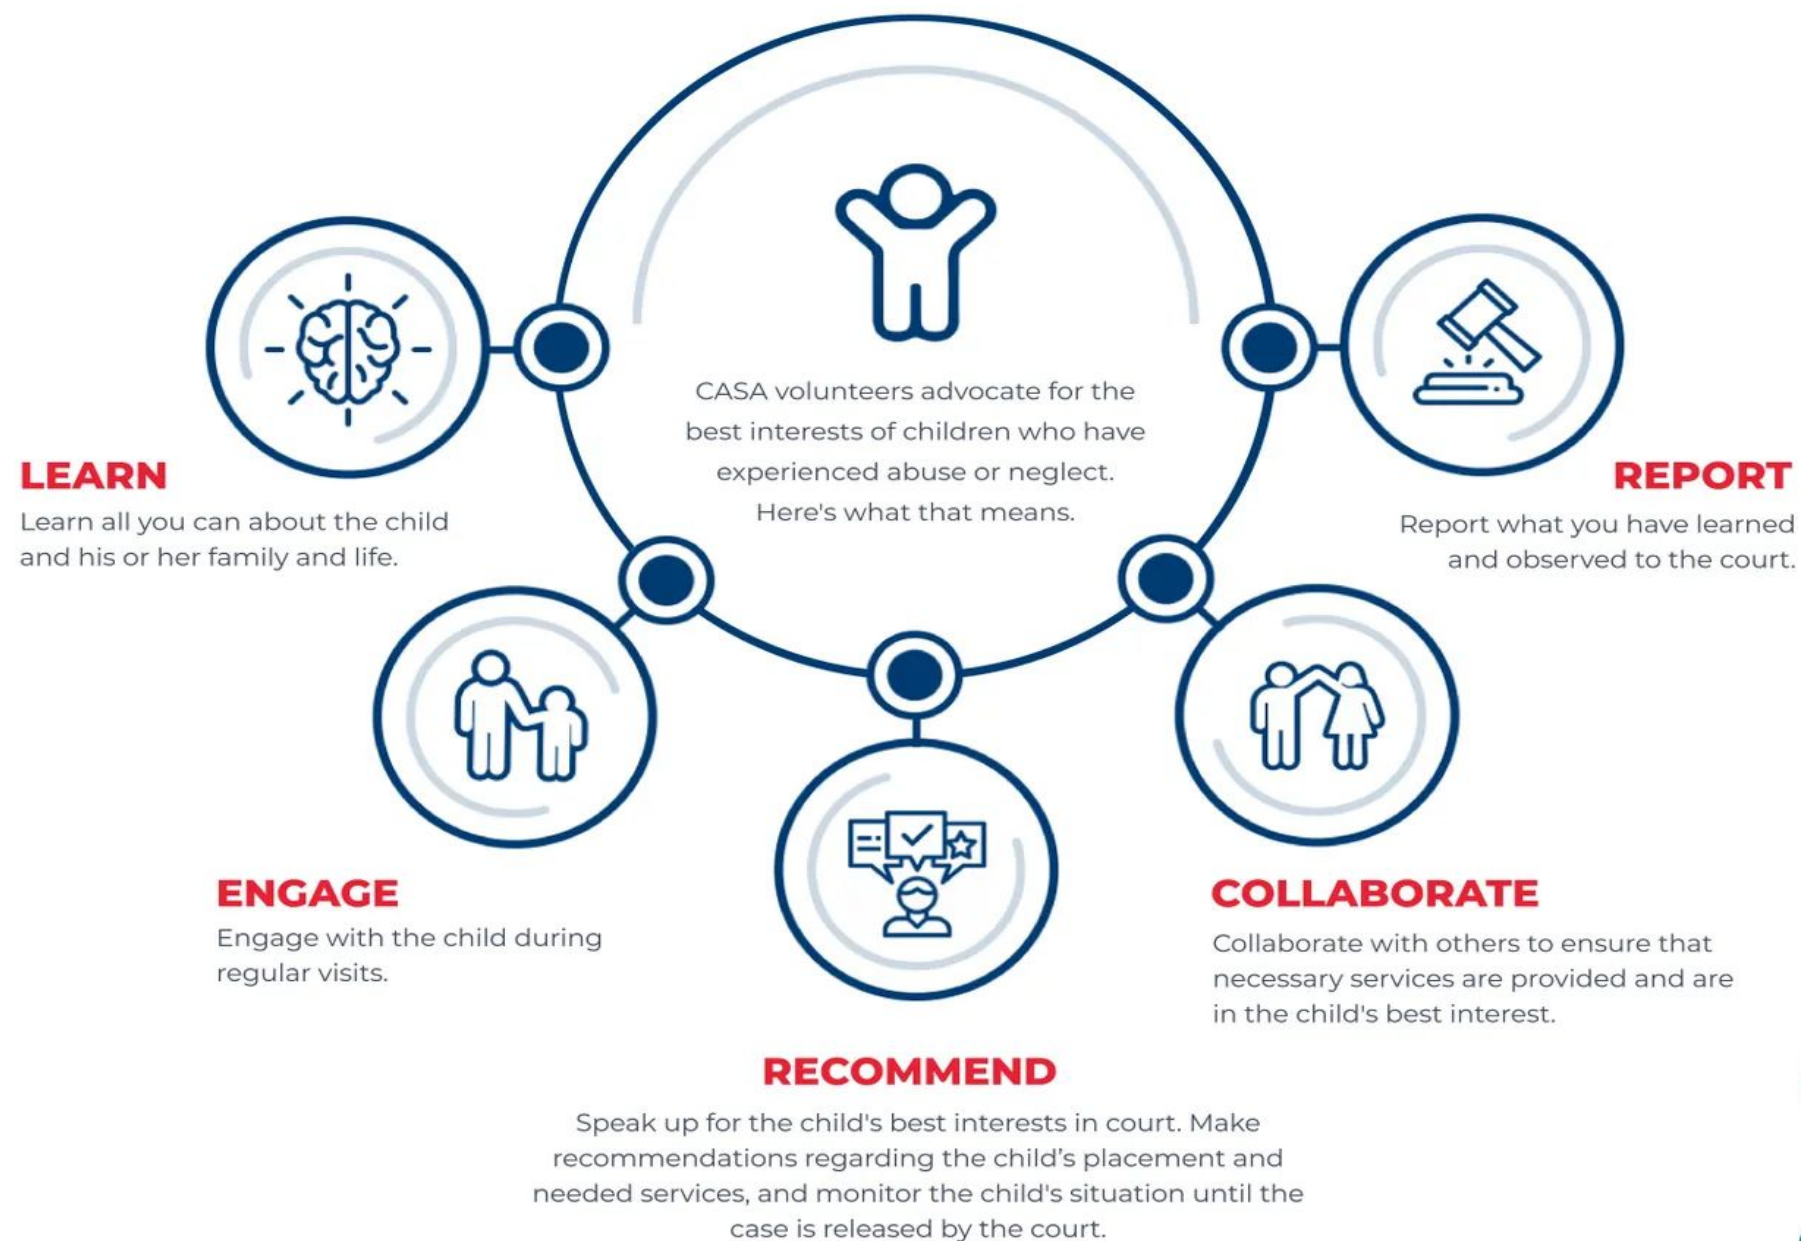 CASA volunteers advocate for the
best interests of children who have
experienced abuse or neglect.
Here's what that means.
LEARN
Learn all you can about the child
and his or her family and life.
ENGAGE
Engage with the child during
regular visits.
RECOMMEND
Speak up for the child's best interests in court. Make
recommendations regarding the child’s placement and
needed services, and monitor the child's situation until the
case is released by the court.
COLLABORATE
Collaborate with others to ensure that
necessary services are provided and are
in the child's best interest.
REPORT
Report what you have learned
and observed to the court.